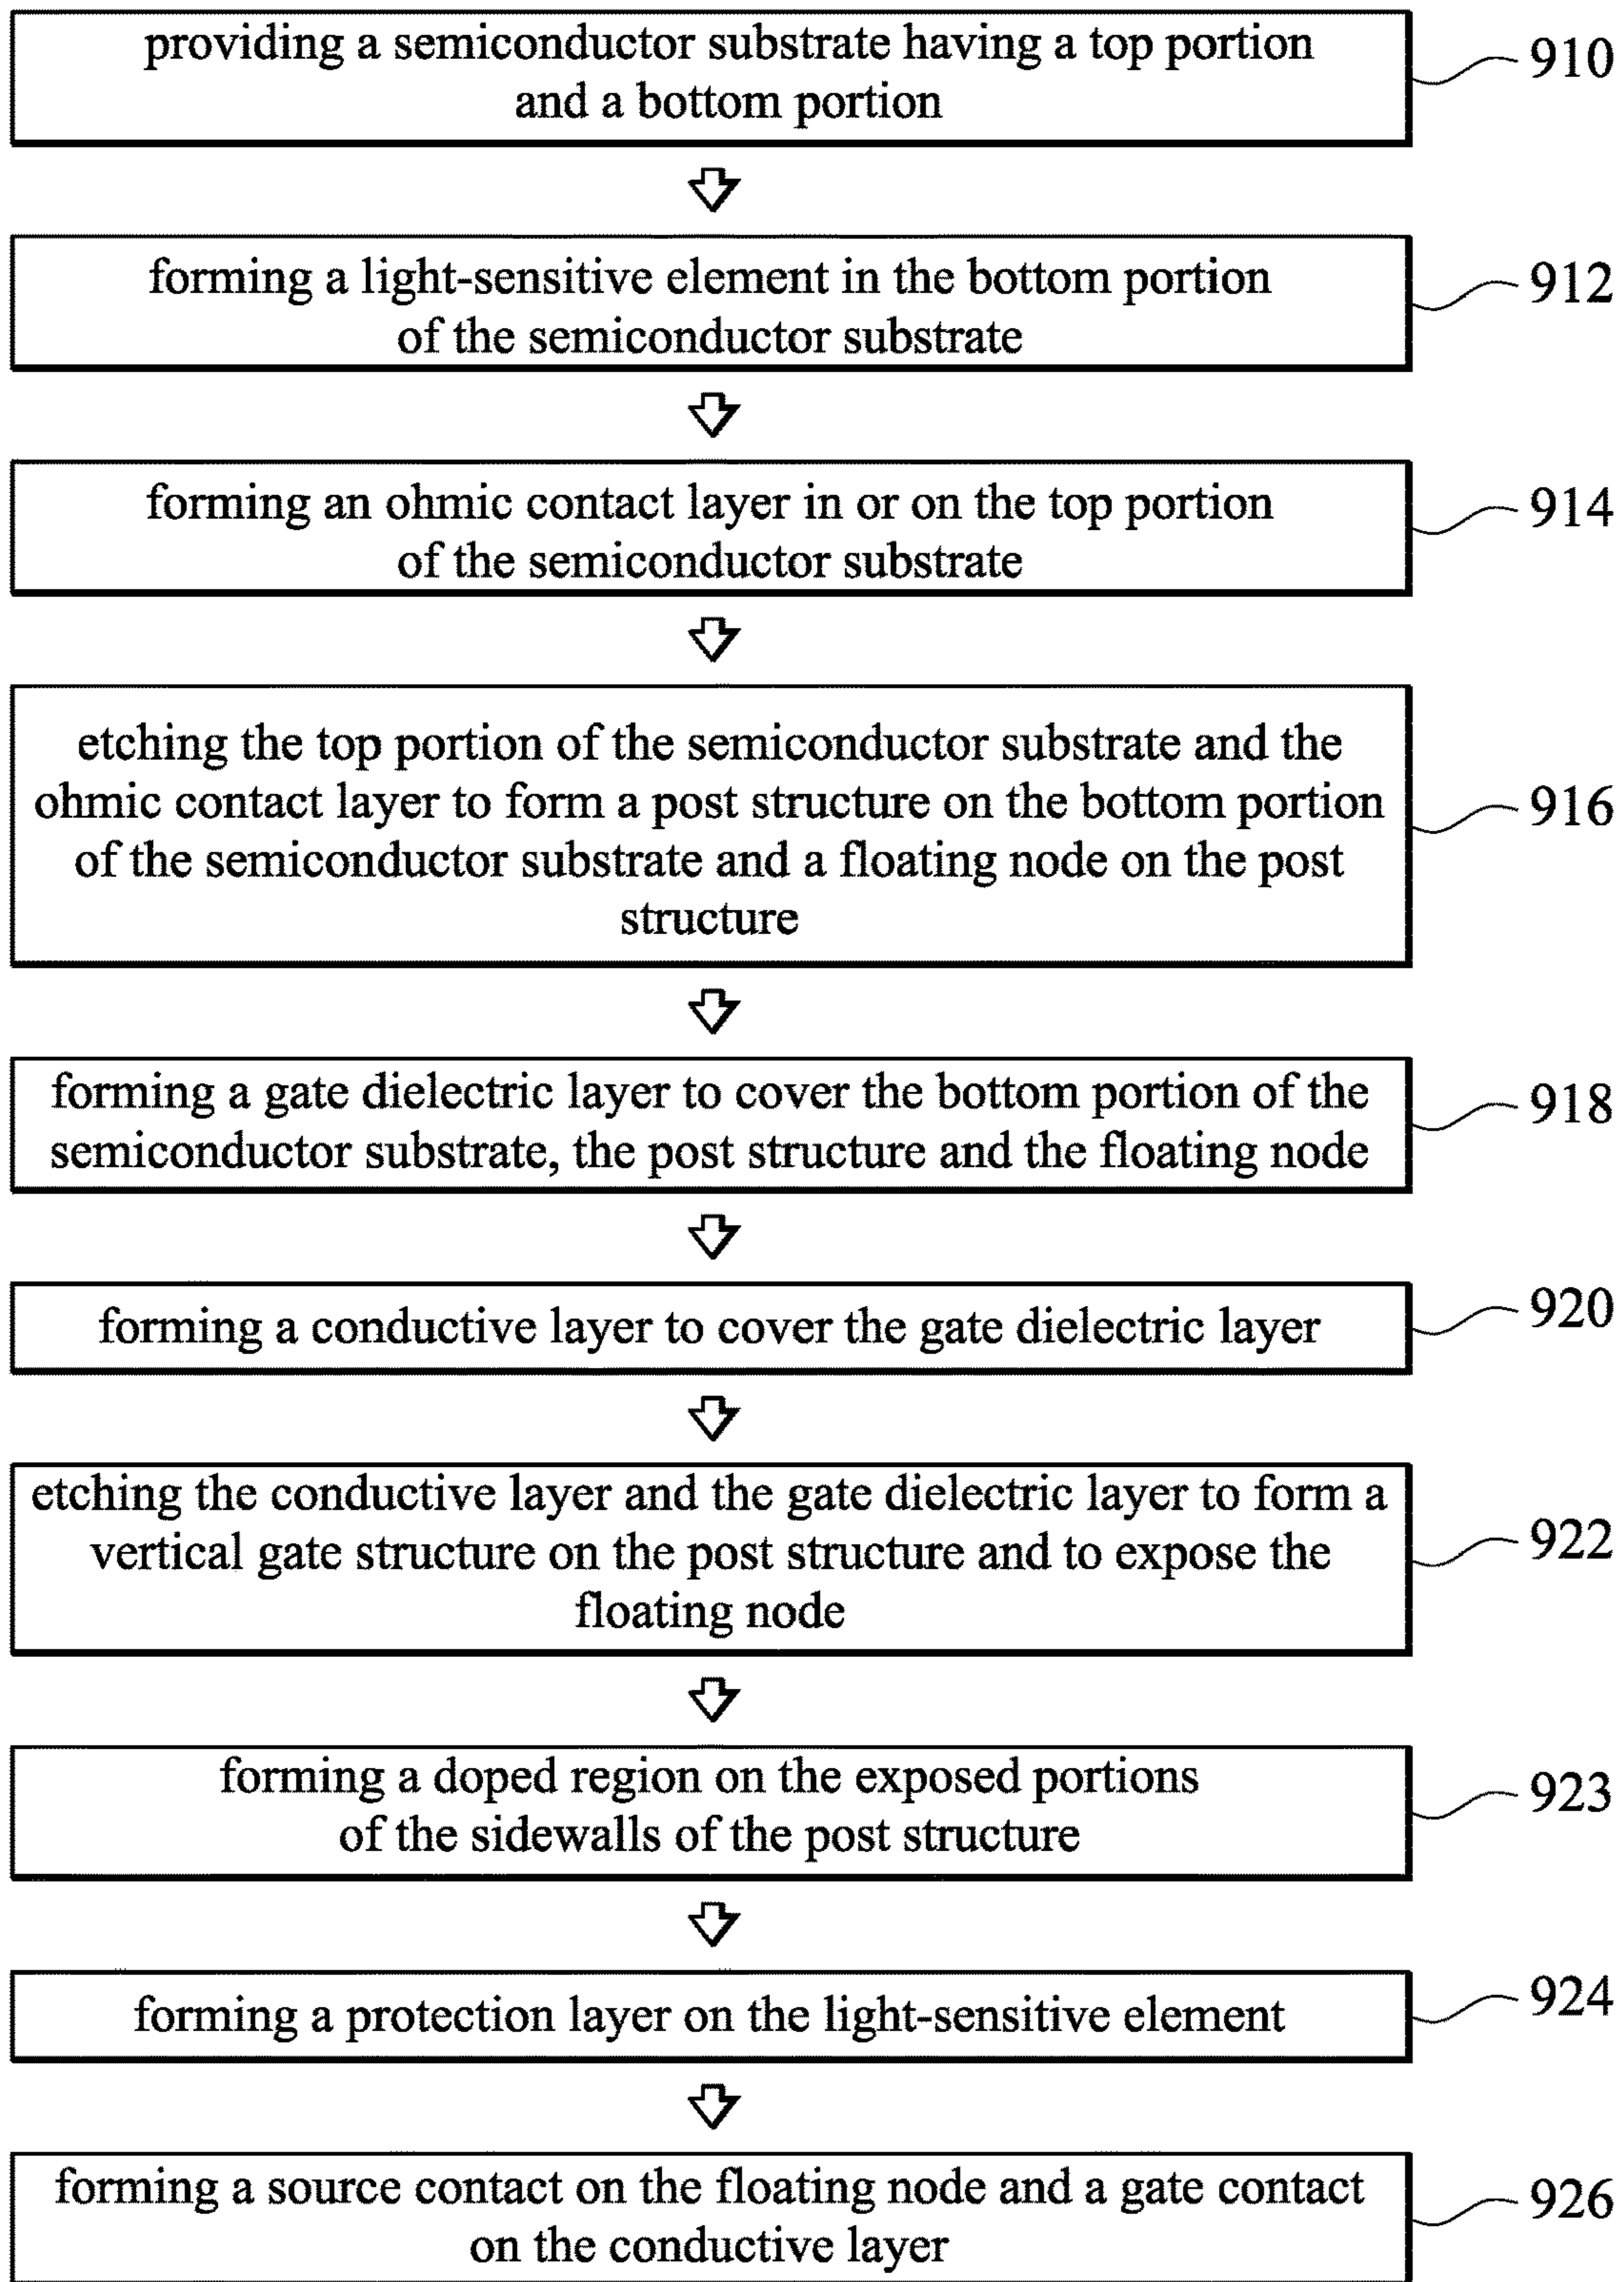 providing a semiconductor substrate having a top portion
and a bottom portion
910
forming a light-sensitive element in the bottom portion
of the semiconductor substrate
912
forming an ohmic contact layer in or on the top portion
of the semiconductor substrate
914
etching the top portion of the semiconductor substrate and the
ohmic contact layer to form a post structure on the bottom portion
of the semiconductor substrate and a floating node on the post
structure
916
forming a gate dielectric layer to cover the bottom portion of the
semiconductor substrate, the post structure and the floating node
918
forming a conductive layer to cover the gate dielectric layer
920
etching the conductive layer and the gate dielectric layer to form a
vertical gate structure on the post structure and to expose the
floating node
922
forming a doped region on the exposed portions
of the sidewalls of the post structure
923
forming a protection layer on the light-sensitive element
924
forming a source contact on the floating node and a gate contact
on the conductive layer
926